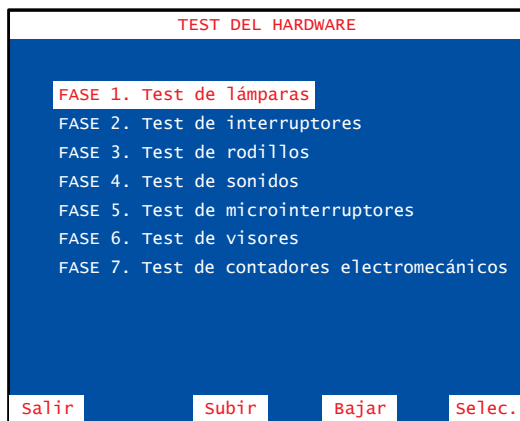 TEST DEL HARDWARE
FASE 1. Test de lámparas
FASE 2. Test de interruptores
FASE 3. Test de rodillos
FASE 4. Test de sonidos
FASE 5. Test de microinterruptores
FASE 6. Test de visores
FASE 7. Test de contadores electromecánicos
Salir Subir Bajar Selec.